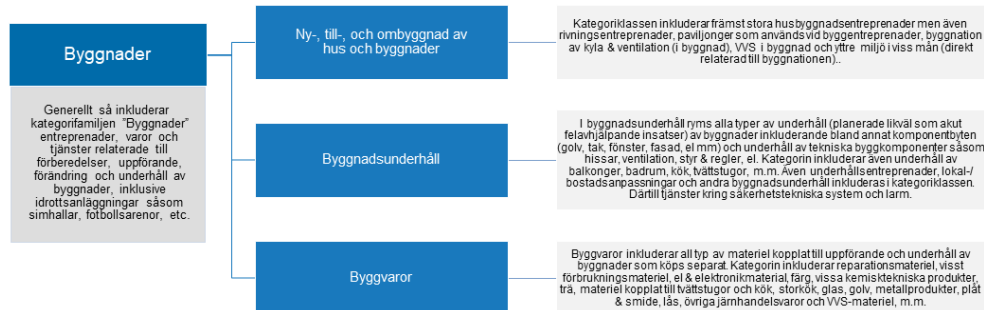 Byggnader
Generellt så inkluderar
kategorifamiljen "Byggnader"
entreprenader, varor och
tjänster relaterade till
förberedelser, uppförande,
förändring och underhåll av
byggnader, inklusive
idrottsanläggningar såsom
simhallar, fotbollsarenor, etc.
Ny-, till-, och ombyggnad av
hus och byggnader
Kategoriklassen inkluderar främst stora husbyggnadsentreprenader men även
rivningsentreprenader, paviljonger som används vid byggentreprenader, byggnation
av kyla & ventilation (i byggnad), VVS i byggnad och yttre miljö i viss mån (direkt
relaterad till byggnationen)..
Byggnadsunderhåll
I byggnadsunderhåll ryms alla typer av underhåll (planerade likväl som akut
felavhjälpande insatser) av byggnader inkluderande bland annat komponentbyten
(golv, tak, fönster, fasad, el mm) och underhåll av tekniska byggkomponenter såsom
hissar, ventilation, styr & regler, el. Kategorin inkluderar även underhåll av
balkonger, badrum, kök, tvättstugor, m.m. Även underhållsentreprenader, lokal-/
bostadsanpassningar och andra byggnadsunderhåll inkluderas i kategoriklassen.
Därtill tjänster kring säkerhetstekniska system och larm.
Byggvaror
Byggvaror inkluderar all typ av materiel kopplat till uppförande och underhåll av
byggnader som köps separat. Kategorin inkluderar reparationsmateriel, visst
förbrukningsmateriel, el & elektronikmaterial, färg, vissa kemisktekniska produkter,
trä, materiel kopplat till tvättstugor och kök, storkök, glas, golv, metallprodukter, plåt
& smide, lås, övriga järnhandelsvaror och VVS-materiel, m.m.